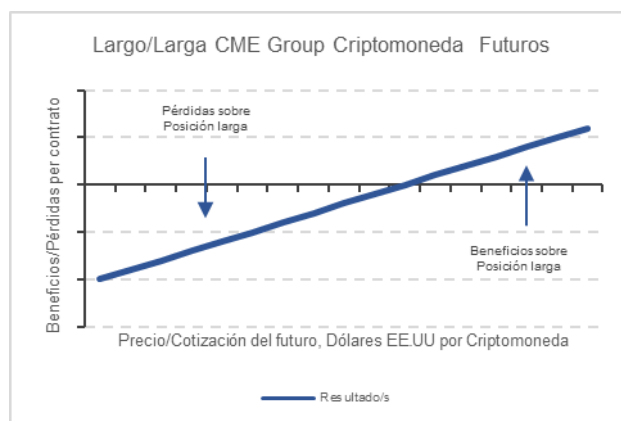 Largo/Larga CME Group Criptomoneda Futuros
Beneficios/Pérdidas per contrato
Pérdidas sobre
Posición larga
Beneficios sobre
Posición larga
Precio/Cotización del futuro, Dólares EE.UU por Criptomoneda
Resultado/s